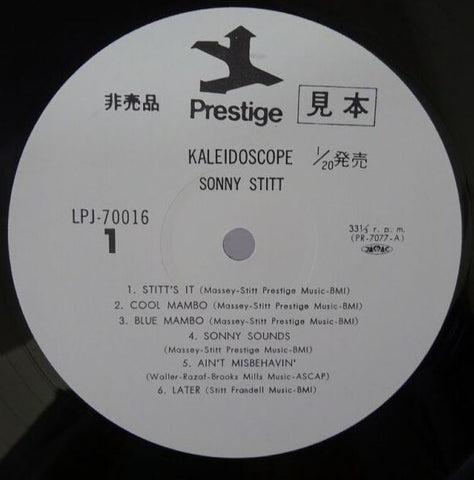 非売品
Prestige
見本
KALEIDOSCOPE 1/20発売
SONNY STITT
LPJ-70016
1
33⅓ r. p. m.
(PR-7077-A)
1. STITT'S IT (Massey-Stitt Prestige Music-BMI)
2. COOL MAMBO (Massey-Stitt Prestige Music-BMI)
3. BLUE MAMBO (Massey-Stitt Prestige Music-BMI)
4. SONNY SOUNDS
(Massey-Stitt Prestige Music-BMI)
5. AIN'T MISBEHAVIN'
(Waller-Razaf-Brooks Mills Music-ASCAP)
6. LATER (Stitt Frandell Music-BMI)